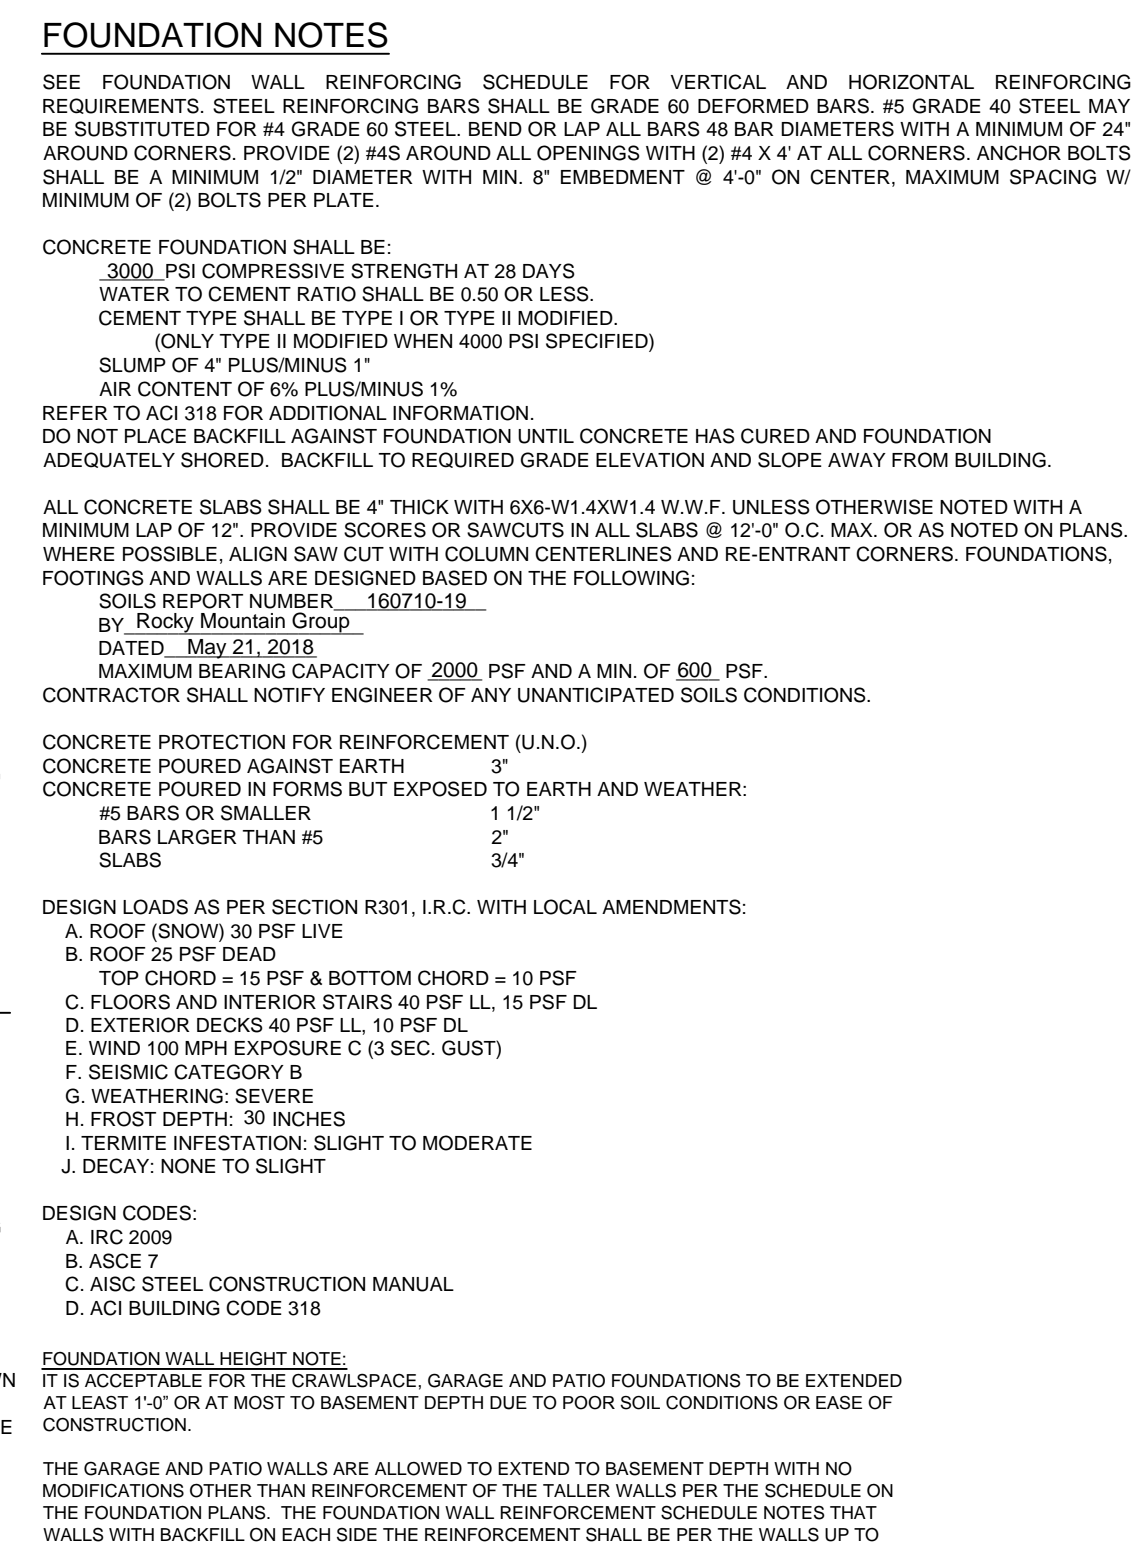 FOUNDATION NOTES
SEE FOUNDATION WALL REINFORCING SCHEDULE FOR VERTICAL AND HORIZONTAL REINFORCING
REQUIREMENTS. STEEL REINFORCING BARS SHALL BE GRADE 60 DEFORMED BARS. #5 GRADE 40 STEEL MAY
BE SUBSTITUTED FOR #4 GRADE 60 STEEL. BEND OR LAP ALL BARS 48 BAR DIAMETERS WITH A MINIMUM OF 24"
AROUND CORNERS. PROVIDE (2) #4S AROUND ALL OPENINGS WITH (2) #4 X 4' AT ALL CORNERS. ANCHOR BOLTS
SHALL BE A MINIMUM 1/2" DIAMETER WITH MIN. 8" EMBEDMENT @ 4'-0" ON CENTER, MAXIMUM SPACING W/
MINIMUM OF (2) BOLTS PER PLATE.
CONCRETE FOUNDATION SHALL BE:
3000 PSI COMPRESSIVE STRENGTH AT 28 DAYS
WATER TO CEMENT RATIO SHALL BE 0.50 OR LESS.
CEMENT TYPE SHALL BE TYPE I OR TYPE II MODIFIED.
(ONLY TYPE II MODIFIED WHEN 4000 PSI SPECIFIED)
SLUMP OF 4" PLUS/MINUS 1"
AIR CONTENT OF 6% PLUS/MINUS 1%
REFER TO ACI 318 FOR ADDITIONAL INFORMATION.
DO NOT PLACE BACKFILL AGAINST FOUNDATION UNTIL CONCRETE HAS CURED AND FOUNDATION
ADEQUATELY SHORED. BACKFILL TO REQUIRED GRADE ELEVATION AND SLOPE AWAY FROM BUILDING.
ALL CONCRETE SLABS SHALL BE 4" THICK WITH 6X6-W1.4XW1.4 W.W.F. UNLESS OTHERWISE NOTED WITH A
MINIMUM LAP OF 12". PROVIDE SCORES OR SAWCUTS IN ALL SLABS @ 12'-0" O.C. MAX. OR AS NOTED ON PLANS.
WHERE POSSIBLE, ALIGN SAW CUT WITH COLUMN CENTERLINES AND RE-ENTRANT CORNERS. FOUNDATIONS,
FOOTINGS AND WALLS ARE DESIGNED BASED ON THE FOLLOWING:
SOILS REPORT NUMBER 160710-19
BY Rocky Mountain Group
DATED May 21, 2018
MAXIMUM BEARING CAPACITY OF 2000 PSF AND A MIN. OF 600 PSF.
CONTRACTOR SHALL NOTIFY ENGINEER OF ANY UNANTICIPATED SOILS CONDITIONS.
CONCRETE PROTECTION FOR REINFORCEMENT (U.N.O.)
CONCRETE POURED AGAINST EARTH 3"
CONCRETE POURED IN FORMS BUT EXPOSED TO EARTH AND WEATHER:
#5 BARS OR SMALLER 1 1/2"
BARS LARGER THAN #5 2"
SLABS 3/4"
DESIGN LOADS AS PER SECTION R301, I.R.C. WITH LOCAL AMENDMENTS:
A. ROOF (SNOW) 30 PSF LIVE
B. ROOF 25 PSF DEAD
TOP CHORD = 15 PSF & BOTTOM CHORD = 10 PSF
C. FLOORS AND INTERIOR STAIRS 40 PSF LL, 15 PSF DL
D. EXTERIOR DECKS 40 PSF LL, 10 PSF DL
E. WIND 100 MPH EXPOSURE C (3 SEC. GUST)
F. SEISMIC CATEGORY B
G. WEATHERING: SEVERE
H. FROST DEPTH: 30 INCHES
I. TERMITE INFESTATION: SLIGHT TO MODERATE
J. DECAY: NONE TO SLIGHT
DESIGN CODES:
A. IRC 2009
B. ASCE 7
C. AISC STEEL CONSTRUCTION MANUAL
D. ACI BUILDING CODE 318
FOUNDATION WALL HEIGHT NOTE:
IT IS ACCEPTABLE FOR THE CRAWLSPACE, GARAGE AND PATIO FOUNDATIONS TO BE EXTENDED
AT LEAST 1'-0” OR AT MOST TO BASEMENT DEPTH DUE TO POOR SOIL CONDITIONS OR EASE OF
CONSTRUCTION.
THE GARAGE AND PATIO WALLS ARE ALLOWED TO EXTEND TO BASEMENT DEPTH WITH NO
MODIFICATIONS OTHER THAN REINFORCEMENT OF THE TALLER WALLS PER THE SCHEDULE ON
THE FOUNDATION PLANS. THE FOUNDATION WALL REINFORCEMENT SCHEDULE NOTES THAT
WALLS WITH BACKFILL ON EACH SIDE THE REINFORCEMENT SHALL BE PER THE WALLS UP TO